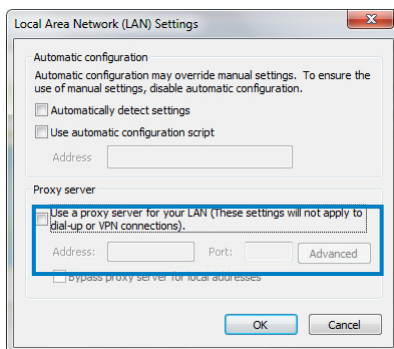 Local Area Network (LAN) Settings
Automatic configuration
Automatic configuration may override manual settings. To ensure the
use of manual settings, disable automatic configuration.
Automatically detect settings
Use automatic configuration script
Address
Proxy server
Use a proxy server for your LAN (These settings will not apply to
dial-up or VPN connections).
Address:
Port:
Advanced
Bypass proxy server for local addresses
OK
Cancel